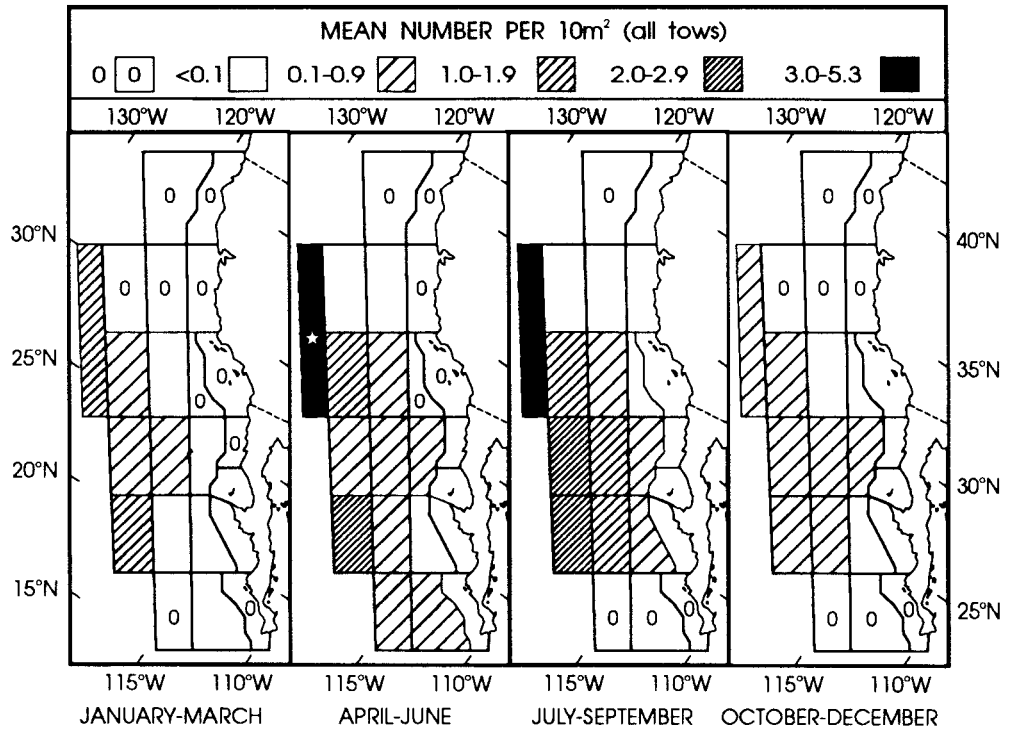 MEAN NUMBER PER 10m² (all tows)
0 0 <0.1 0.1-0.9 1.0-1.9 2.0-2.9 3.0-5.3
130°W 120°W 130°W 120°W 130°W 120°W 130°W 120°W
0 0 0 0 0 0 0
30°N 40°N
0 0 0 0 0 0 0
25°N 35°N
0 0
0 0
0
20°N 30°N
15°N 25°N
0 0 0 0 0 0 0 0
115°W 110°W 115°W 110°W 115°W 110°W 115°W 110°W
JANUARY-MARCH APRIL-JUNE JULY-SEPTEMBER OCTOBER-DECEMBER